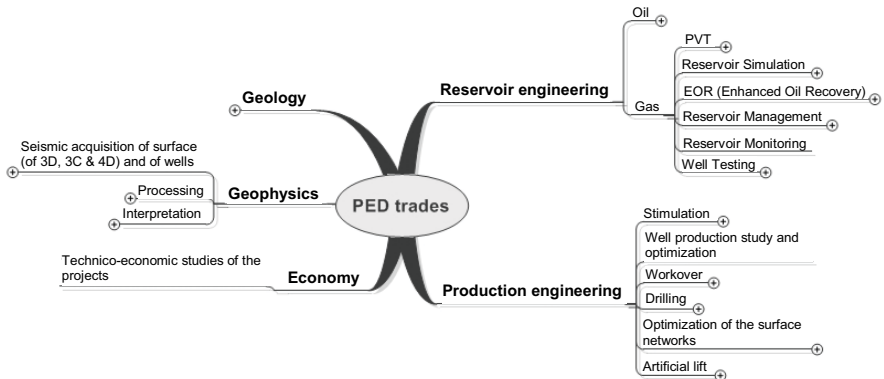 PED trades
Geology
Geophysics
Seismic acquisition of surface
(of 3D, 3C & 4D) and of wells
Processing
Interpretation
Economy
Technico-economic studies of the
projects
Reservoir engineering
Oil
Gas
PVT
Reservoir Simulation
EOR (Enhanced Oil Recovery)
Reservoir Management
Reservoir Monitoring
Well Testing
Production engineering
Stimulation
Well production study and
optimization
Workover
Drilling
Optimization of the surface
networks
Artificial lift